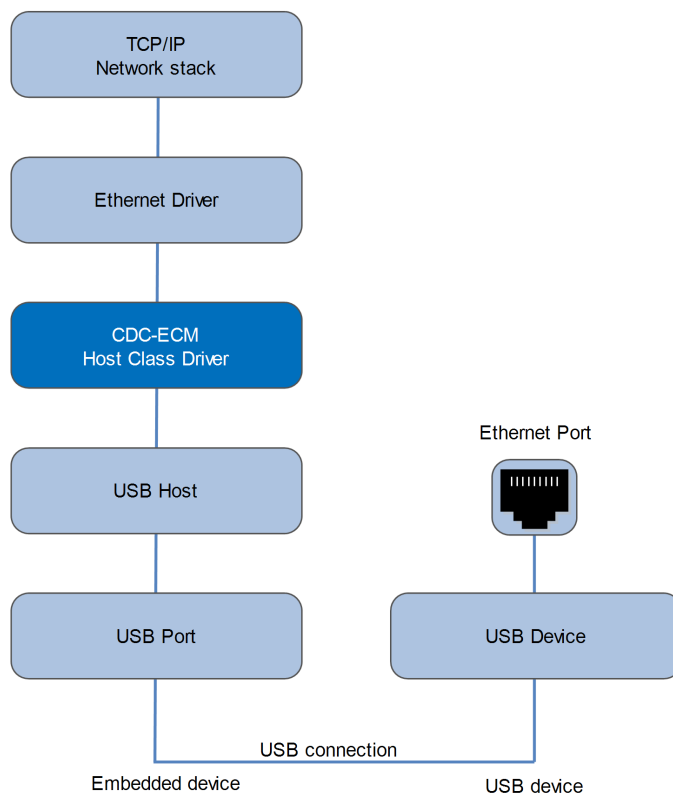 TCP/IP
Network stack
Ethernet Driver
CDC-ECM
Host Class Driver
Ethernet Port
USB Host
USB Port
USB Device
USB connection
Embedded device
USB device